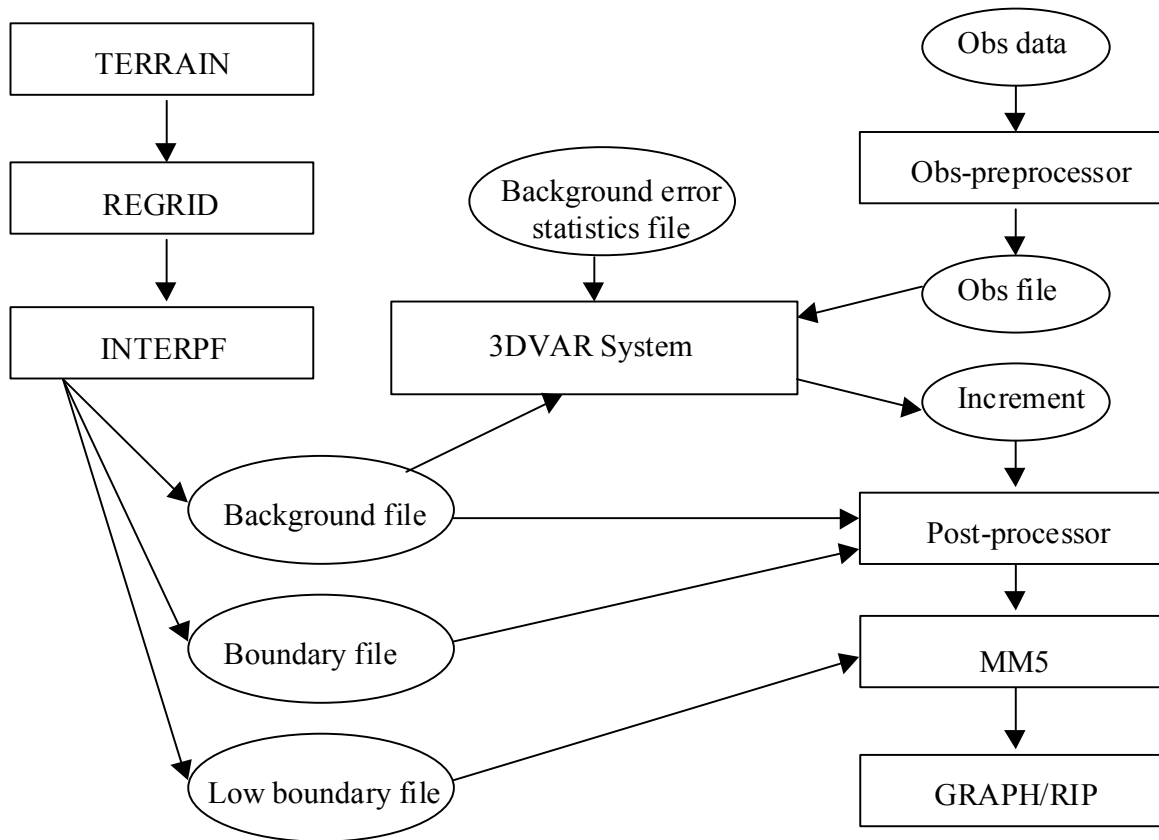 TERRAIN
REGRID
INTERPF
Background error
statistics file
3DVAR System
Obs data
Obs-preprocessor
Obs file
Increment
Background file
Boundary file
Low boundary file
Post-processor
MM5
GRAPH/RIP